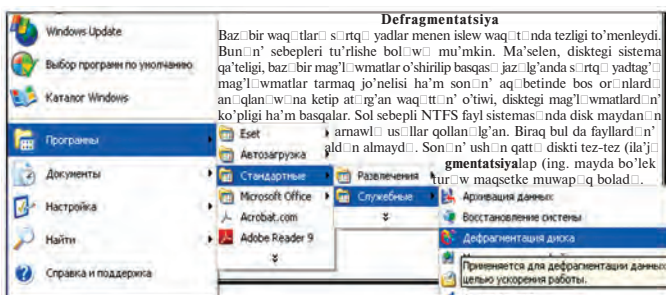 Defragmentatsiya
Baz□bir waq□tlar□ s□rtq□ yadlar menen islew waq□t□nda tezligi to’menleydi.
Bun□n’ sebepleri tu’rlishe bol□w□ mu’mkin. Ma’selen, disktegi sistema
qa’teligi, baz□bir mag’l□wmatlar o’shirilip basqas□ jaz□lg’anda s□rtq□ yadtag’□
mag’l□wmatlar tarmaq jo’nelisi ha’m son□n’ aq□betinde bos or□nlard□
an□qlan□w□na ketip at□rg’an waq□tt□n’ o’tiwi, disktegi mag’l□wmatlard□n’
ko’pligi ha’m basqalar. Sol sebepli NTFS fayl sistemas□nda disk maydan□n
arnawl□ us□llar qollan□lg’an. Biraq bul da fayllard□n’
ald□n almayd□. Son□n’ ush□n qatt□ diskti tez-tez (ila’j□
gmentatsiyalap (ing. mayda bo’lek
tur□w maqsetke muwap□q bolad□.
Windows Update
Выбор программ по умолчанию
Каталог Windows
Программы
Документы
Настройка
Найти
Справка и поддержка
Eset
Автозагрузка
Стандартные
Microsoft Office
Acrobat.com
Adobe Reader 9
Развлечения
Служебные
Архивация данных
Восстановление системы
Дефрагментация диска
Применяется для дефрагментации данных
целью ускорения работы.